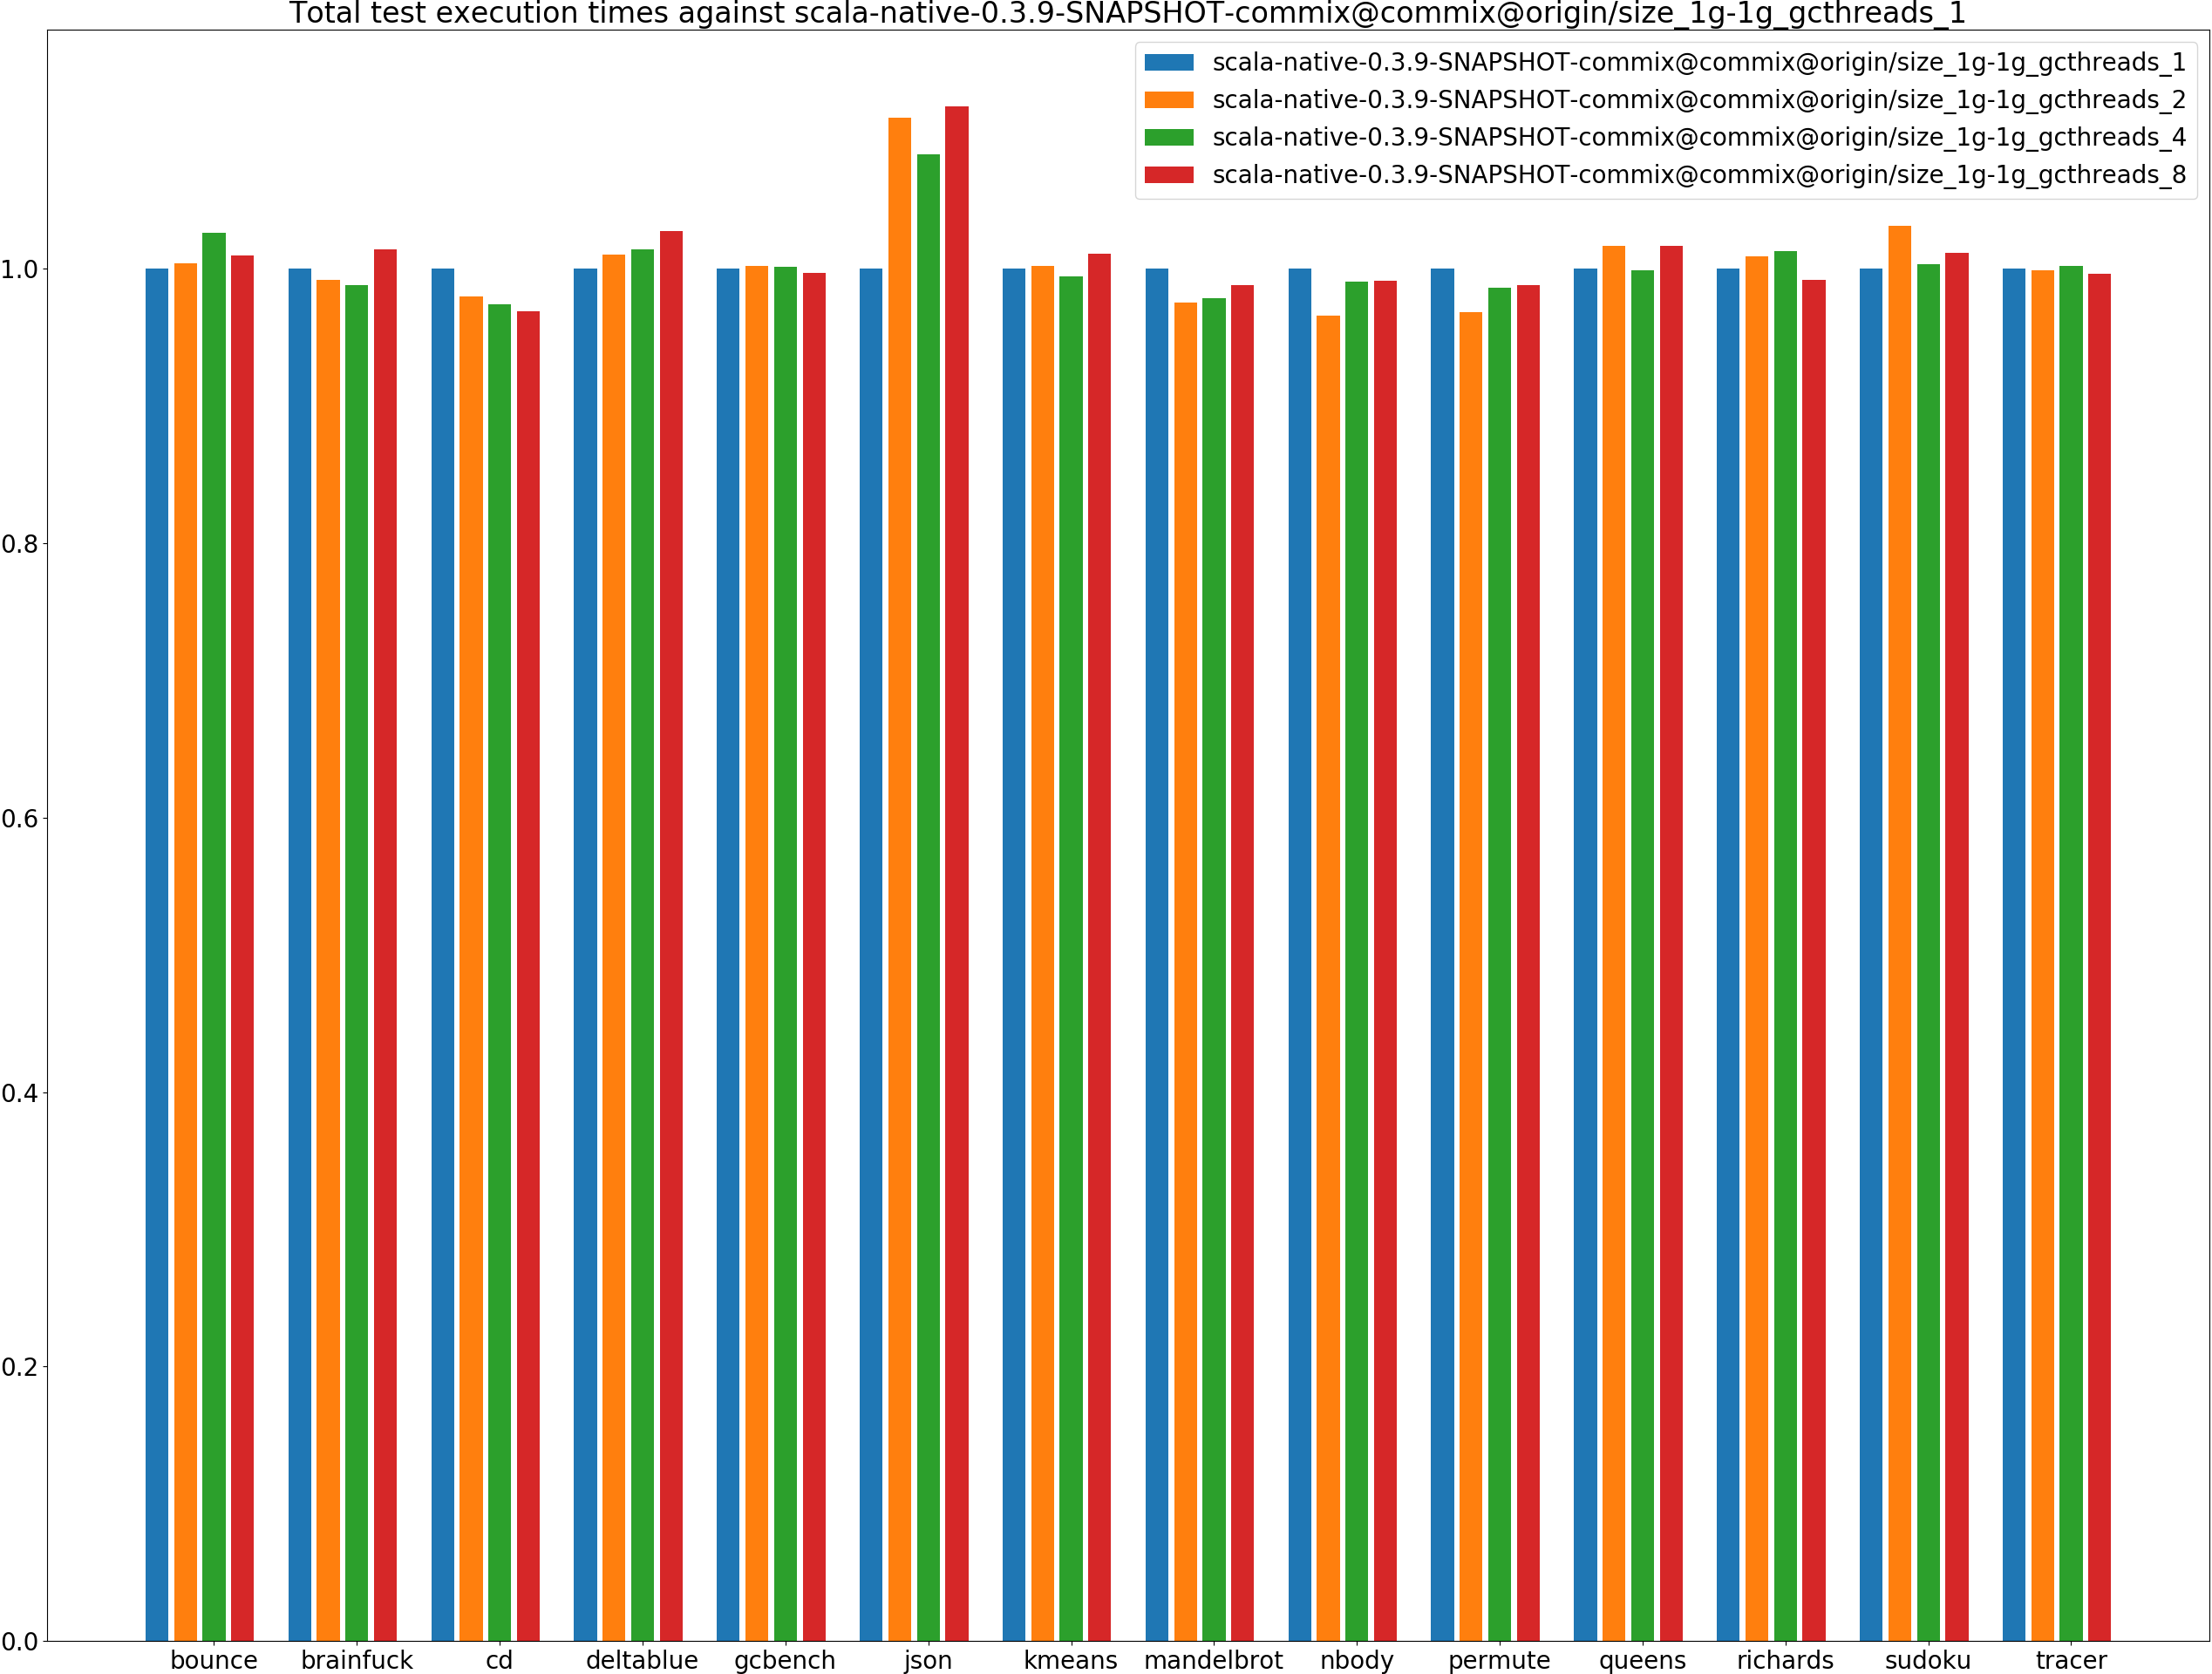 Total test execution times against scala-native-0.3.9-SNAPSHOT-commix@commix@origin/size_1g-1g_gcthreads_1
scala-native-0.3.9-SNAPSHOT-commix@commix@origin/size_1g-1g_gcthreads_1
scala-native-0.3.9-SNAPSHOT-commix@commix@origin/size_1g-1g_gcthreads_2
scala-native-0.3.9-SNAPSHOT-commix@commix@origin/size_1g-1g_gcthreads_4
scala-native-0.3.9-SNAPSHOT-commix@commix@origin/size_1g-1g_gcthreads_8
1.0
0.8
0.6
0.4
0.2
0.0
bounce brainfuck cd deltablue gcbench json kmeans mandelbrot nbody permute queens richards sudoku tracer